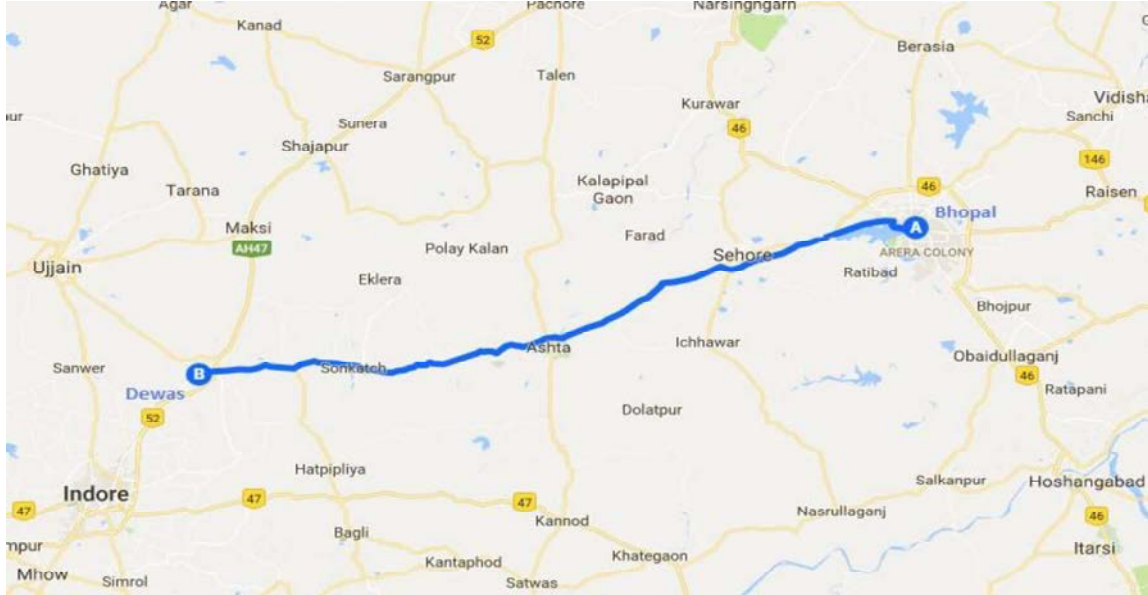 Agar
Pachore
Narsinghgarh
Kanad
52
Berasia
Sarangpur
Talen
Kurawar
Vidisha
Sanchi
ur
Sunera
46
Shajapur
146
Ghatiya
Tarana
Kalapipal
Gaon
46
Raisen
Maksi
A
Bhopal
AH47
Polay Kalan
Farad
Sehore
ARERA COLONY
Ujjain
Eklera
Ratibad
Bhojpur
Ichhawar
Ashta
Obaidullaganj
Sanwer
B
Sonkatch
46
Dewas
Ratapani
52
Dolatpur
Hatpipliya
Salkanpur
Hoshangabad
Indore
47
47
47
Nasrullaganj
46
Kannod
Bagli
mpur
Khategaon
Itarsi
Kantaphod
Mhow
Simrol
Satwas